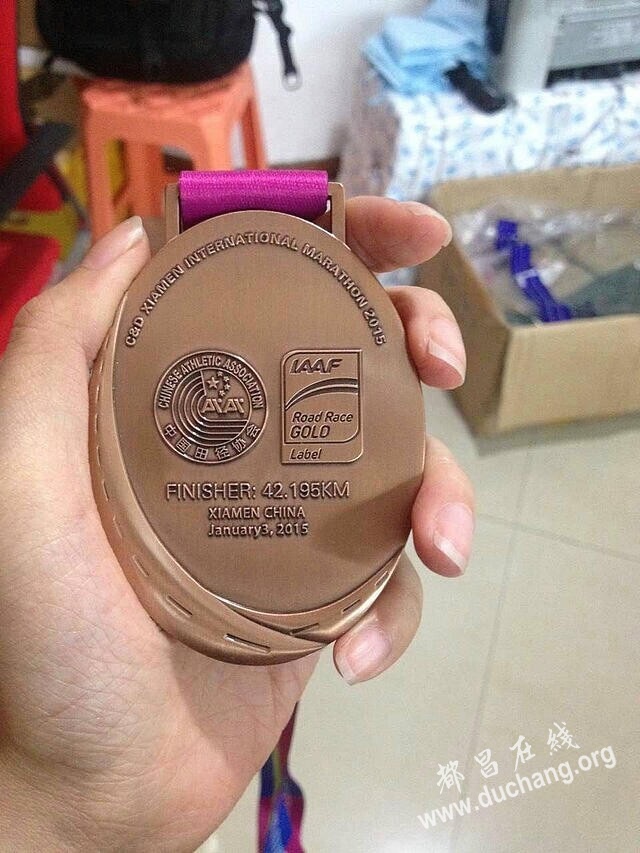 C&D XIAMEN INTERNATIONAL MARATHON 2015
CHINESE ATHLETIC ASSOCIATION
中国田径协会
IAAF
Road Race
GOLD
Label
FINISHER: 42.195KM
XIAMEN CHINA
January3, 2015
都昌在线
www.duchang.org